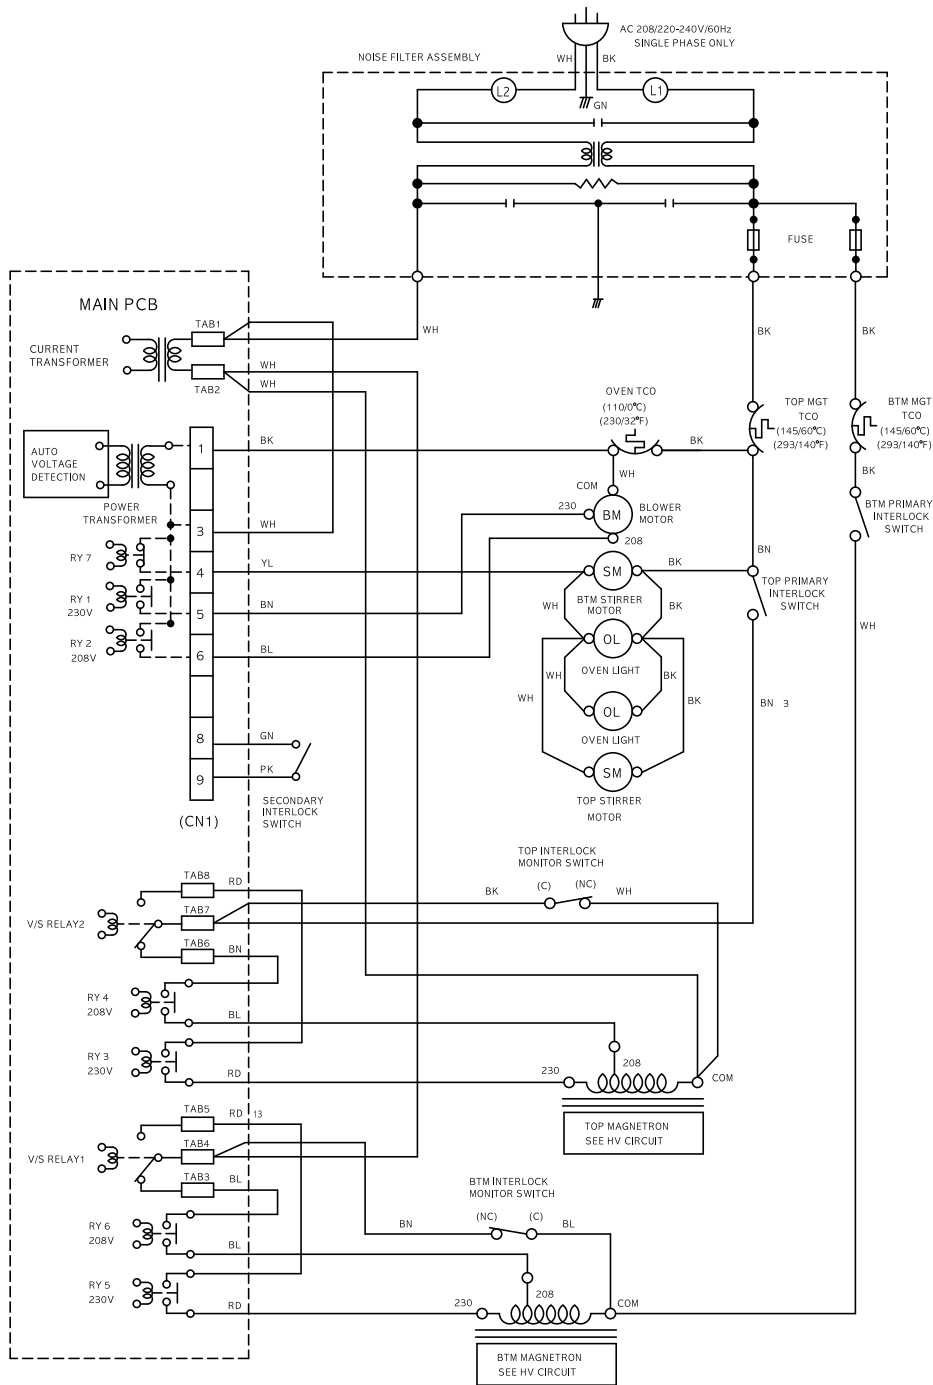 AC 208/220-240V/60Hz
SINGLE PHASE ONLY
NOISE FILTER ASSEMBLY
WH
BK
L2
L1
GN
FUSE
MAIN PCB
TAB1
CURRENT
TRANSFORMER
TAB2
WH
WH
WH
BK
BK
OVEN TCO
(110/0°C)
(230/32°F)
TOP MGT
TCO
(145/60°C)
(293/140°F)
BTM MGT
TCO
(145/60°C)
(293/140°F)
AUTO
VOLTAGE
DETECTION
1
BK
BK
WH
BK
POWER
TRANSFORMER
COM
230
BM
BLOWER
MOTOR
208
BTM PRIMARY
INTERLOCK
SWITCH
3
WH
RY 7
4
YL
SM
BK
BN
TOP PRIMARY
INTERLOCK
SWITCH
RY 1
230V
5
BN
WH
BTM STIRRER
MOTOR
BK
RY 2
208V
6
BL
OL
WH
OVEN LIGHT
WH
BK
WH
BK
BN 3
OL
8
GN
OVEN LIGHT
9
PK
SM
SECONDARY
INTERLOCK
SWITCH
TOP STIRRER
MOTOR
(CN1)
TOP INTERLOCK
MONITOR SWITCH
TAB8
RD
BK
(C)
(NC)
WH
V/S RELAY2
TAB7
TAB6
BN
RY 4
208V
BL
RY 3
230V
RD
230
208
COM
TOP MAGNETRON
SEE HV CIRCUIT
TAB5
RD 13
V/S RELAY1
TAB4
TAB3
BL
BTM INTERLOCK
MONITOR SWITCH
RY 6
208V
BN
(NC)
(C)
BL
BL
RY 5
230V
RD
230
208
COM
BTM MAGNETRON
SEE HV CIRCUIT